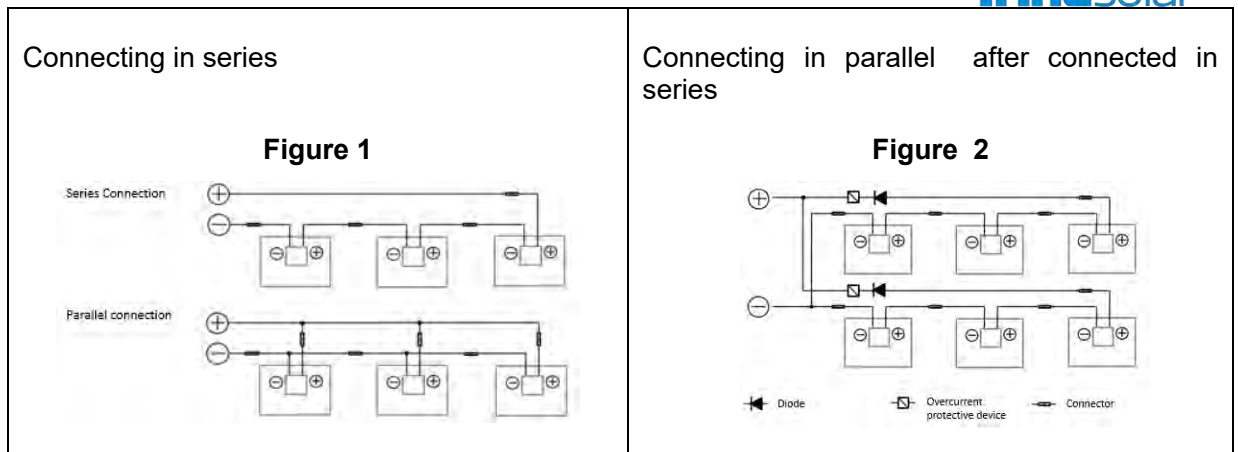 Connecting in series
Figure 1
Series Connection
Parallel connection
Connecting in parallel after connected in
series
Figure 2
Diode
Overcurrent
protective device
Connector